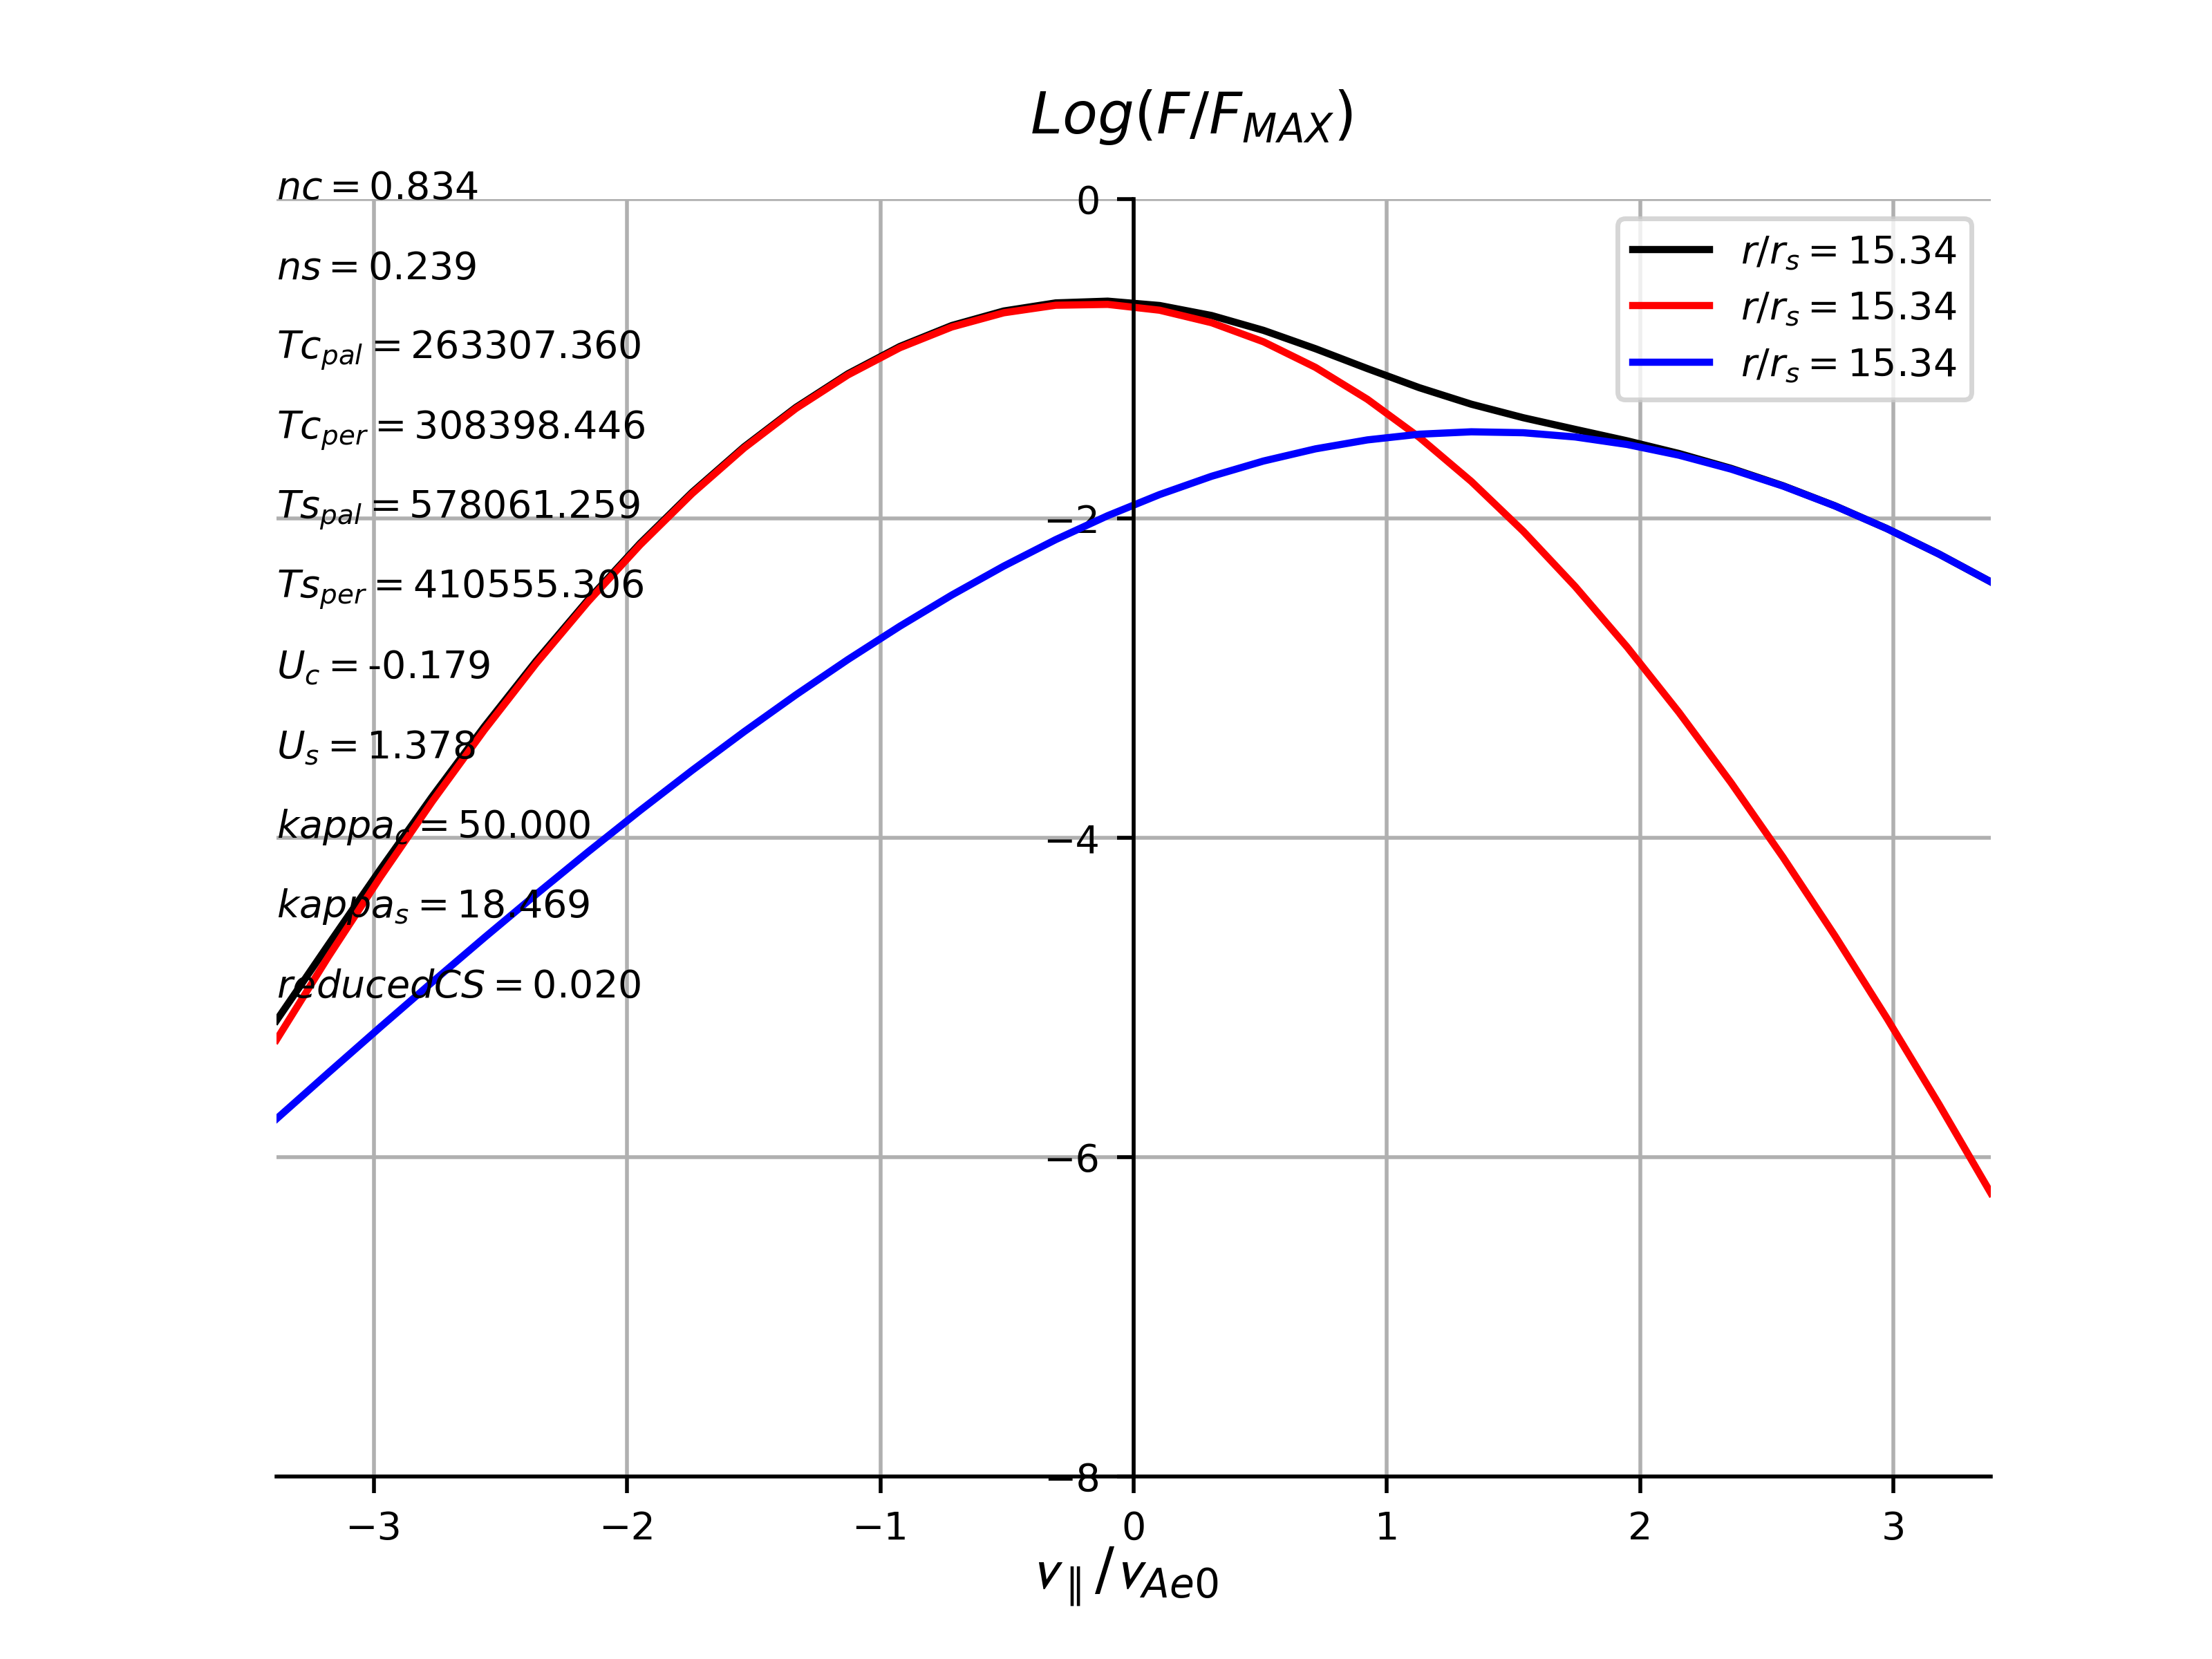 Log(F/F_MAX)
nc = 0.834
ns = 0.239
Tc_pal = 263307.360
Tc_per = 308398.446
Ts_pal = 578061.259
Ts_per = 410555.306
U_c = -0.179
U_s = 1.378
kappa_c = 50.000
kappa_s = 18.469
reducedCS = 0.020
0
−2
−4
−6
−8
r/r_s = 15.34
r/r_s = 15.34
r/r_s = 15.34
−3 −2 −1 0 1 2 3
v_∥/v_Ae0